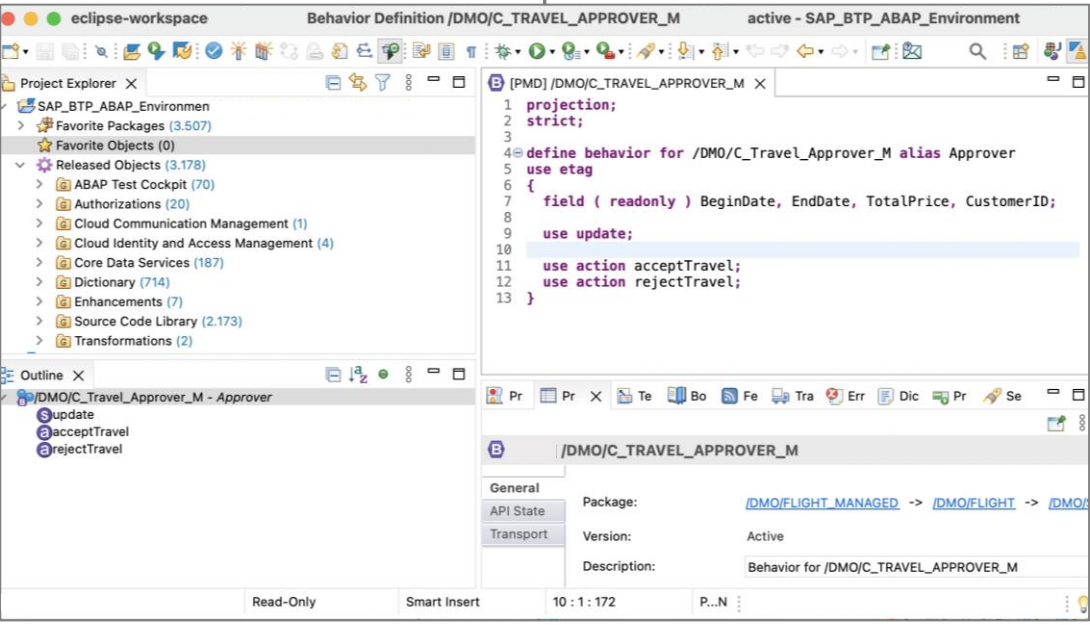 eclipse-workspace Behavior Definition /DMO/C_TRAVEL_APPROVER_M active - SAP_BTP_ABAP_Environment
Project Explorer
SAP_BTP_ABAP_Environmen
Favorite Packages (3.507)
Favorite Objects (0)
Released Objects (3.178)
ABAP Test Cockpit (70)
Authorizations (20)
Cloud Communication Management (1)
Cloud Identity and Access Management (4)
Core Data Services (187)
Dictionary (714)
Enhancements (7)
Source Code Library (2.173)
Transformations (2)
Outline
/DMO/C_Travel_Approver_M - Approver
update
acceptTravel
rejectTravel
[PMD] /DMO/C_TRAVEL_APPROVER_M
1 projection;
2 strict;
3
4 define behavior for /DMO/C_Travel_Approver_M alias Approver
5 use etag
6 {
7 field ( readonly ) BeginDate, EndDate, TotalPrice, CustomerID;
8
9 use update;
10
11 use action acceptTravel;
12 use action rejectTravel;
13 }
Pr Pr Te Bo Fe Tra Err Dic Pr Se
/DMO/C_TRAVEL_APPROVER_M
General
API State
Transport
Package: /DMO/FLIGHT_MANAGED -> /DMO/FLIGHT -> /DMO/
Version: Active
Description: Behavior for /DMO/C_TRAVEL_APPROVER_M
Read-Only Smart Insert 10 : 1 : 172 P...N